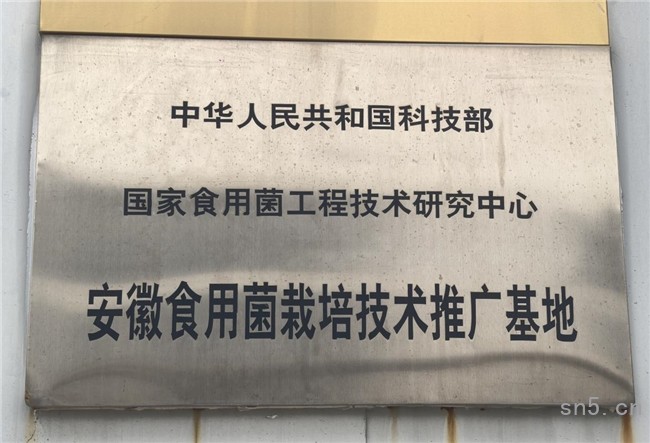 中华人民共和国科技部
国家食用菌工程技术研究中心
安徽食用菌栽培技术推广基地
sn5.cn